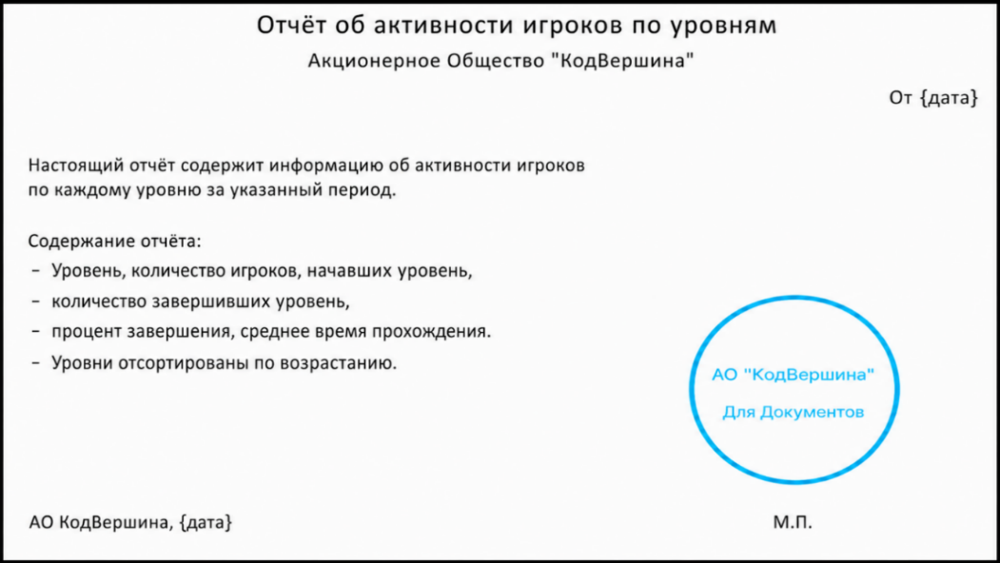 Отчёт об активности игроков по уровням
Акционерное Общество "КодВершина"
От {дата}
Настоящий отчёт содержит информацию об активности игроков
по каждому уровню за указанный период.
Содержание отчёта:
– Уровень, количество игроков, начавших уровень,
– количество завершивших уровень,
– процент завершения, среднее время прохождения.
– Уровни отсортированы по возрастанию.
АО "КодВершина"
Для Документов
АО КодВершина, {дата}
М.П.